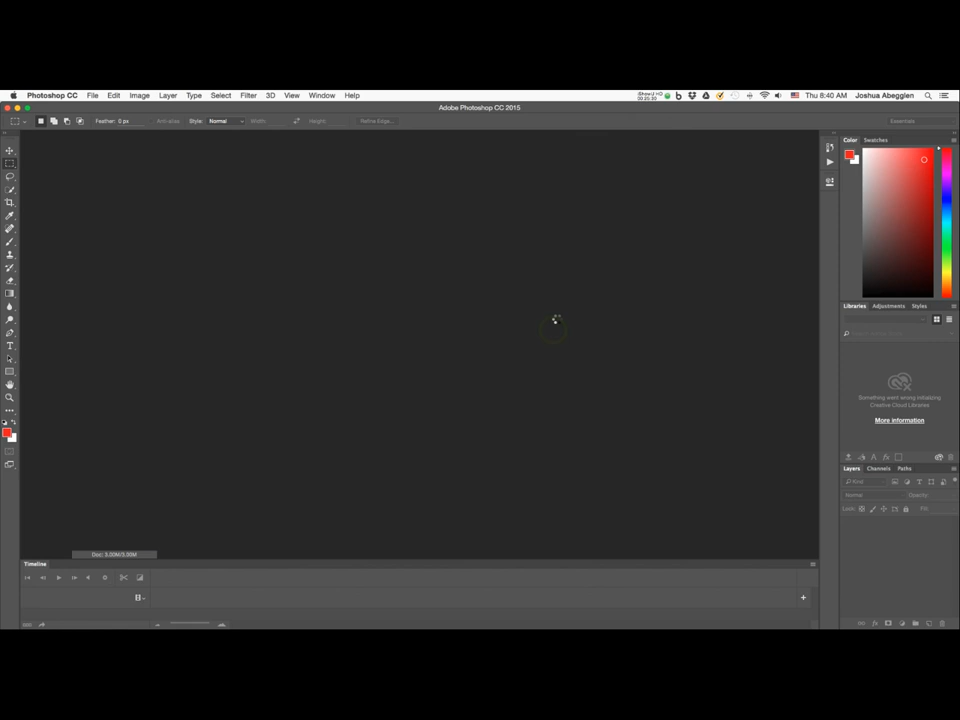 Photoshop CC File Edit Image Layer Type Select Filter 3D View Window Help Thu 8:40 AM Joshua Abegglen
Adobe Photoshop CC 2015
Feather: 0 px Anti-alias Style: Normal Width: Height: Refine Edge... Essentials
Color Swatches
Libraries Adjustments Styles
Something went wrong initializing
Creative Cloud Libraries
More information
Layers Channels Paths
Kind
Normal Opacity:
Lock: Fill:
Doc: 5.00M/5.00M
Timeline